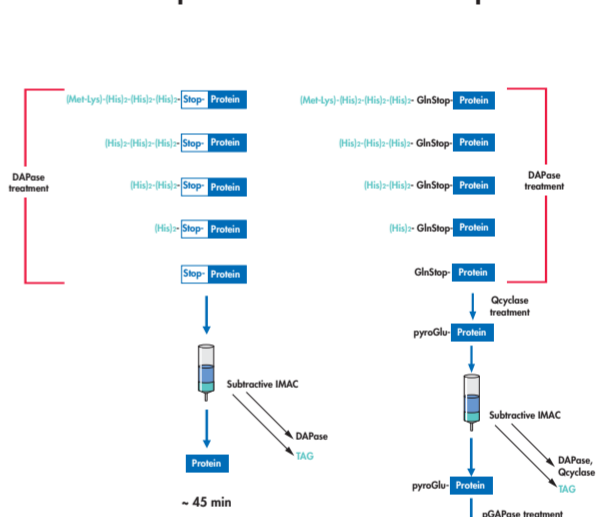 (Met-Lys)-(His)2-(His)2-(His)2- Stop- Protein
(His)2-(His)2-(His)2- Stop- Protein
(His)2-(His)2- Stop- Protein
(His)2- Stop- Protein
Stop- Protein
DAPase
treatment
Subtractive IMAC
DAPase
TAG
Protein
~ 45 min
(Met-Lys)-(His)2-(His)2-(His)2- GlnStop- Protein
(His)2-(His)2-(His)2- GlnStop- Protein
(His)2-(His)2- GlnStop- Protein
(His)2- GlnStop- Protein
GlnStop- Protein
DAPase
treatment
Qcyclase
treatment
pyroGlu- Protein
Subtractive IMAC
DAPase,
Qcyclase
TAG
pyroGlu- Protein
pGAPase treatment